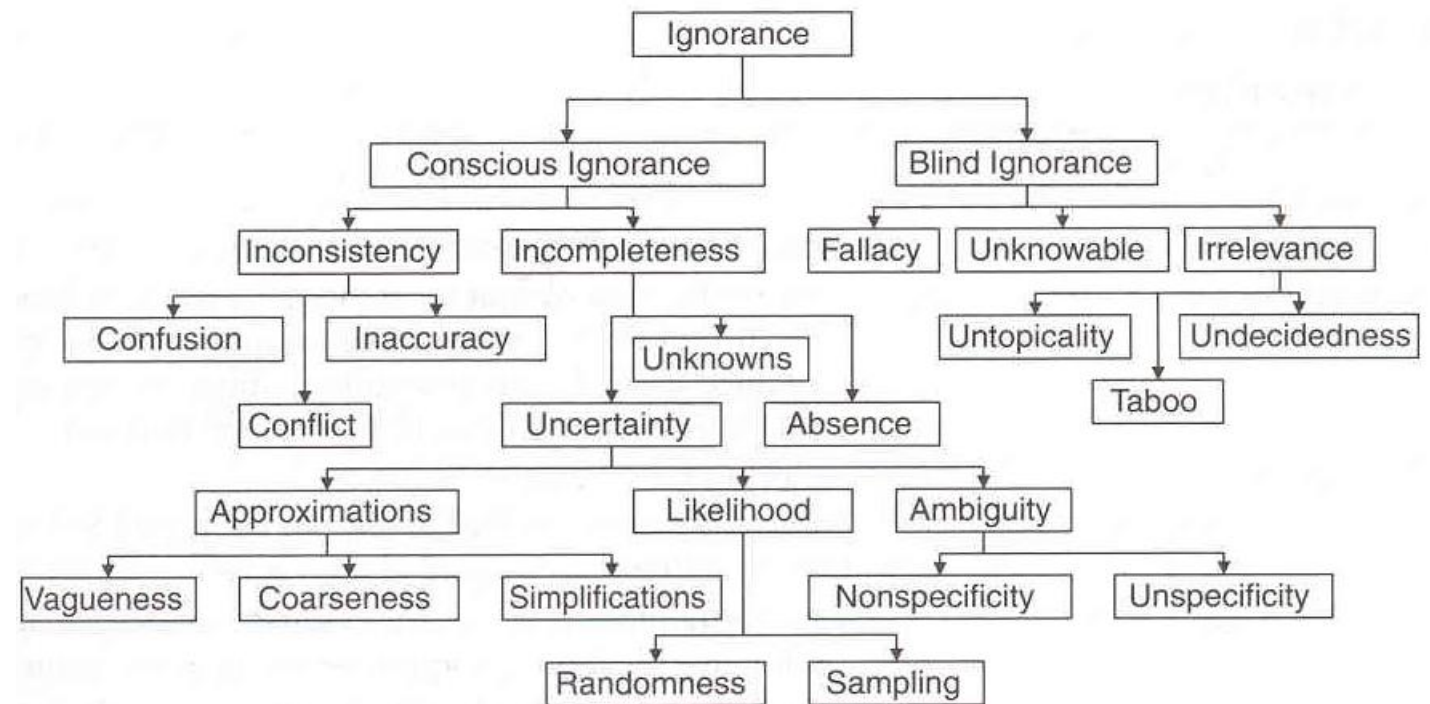 Ignorance
Conscious Ignorance
Blind Ignorance
Inconsistency
Incompleteness
Fallacy
Unknowable
Irrelevance
Confusion
Inaccuracy
Unknowns
Untopicality
Undecidedness
Conflict
Uncertainty
Absence
Taboo
Approximations
Likelihood
Ambiguity
Vagueness
Coarseness
Simplifications
Nonspecificity
Unspecificity
Randomness
Sampling